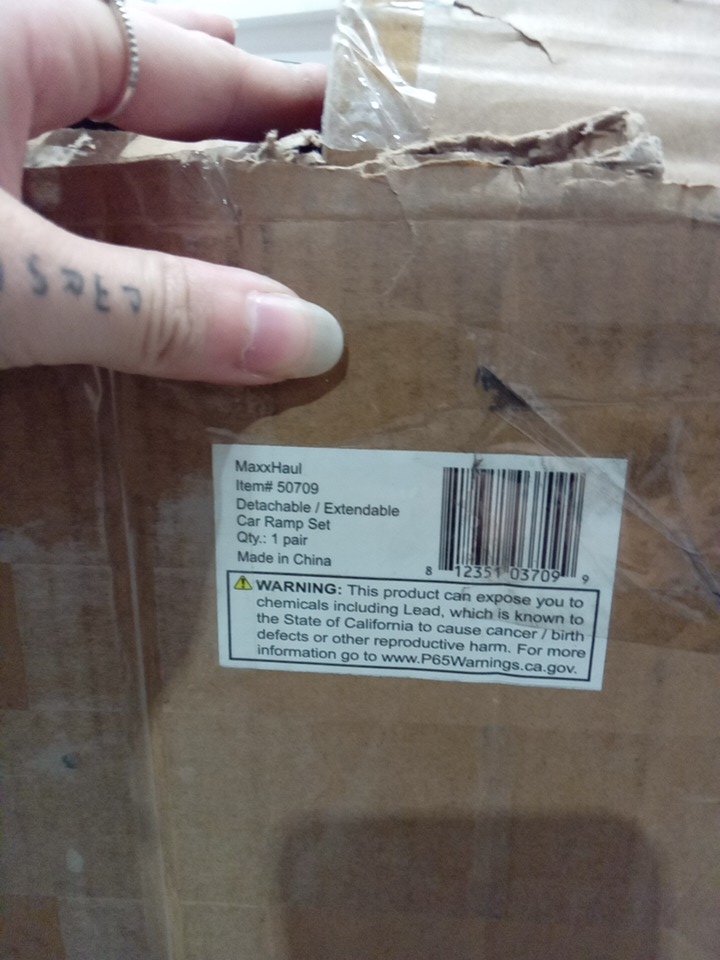 MaxxHaul
Item# 50709
Detachable / Extendable
Car Ramp Set
Qty.: 1 pair
Made in China
8 12351 03709 9
WARNING: This product can expose you to
chemicals including Lead, which is known to
the State of California to cause cancer / birth
defects or other reproductive harm. For more
information go to www.P65Warnings.ca.gov.